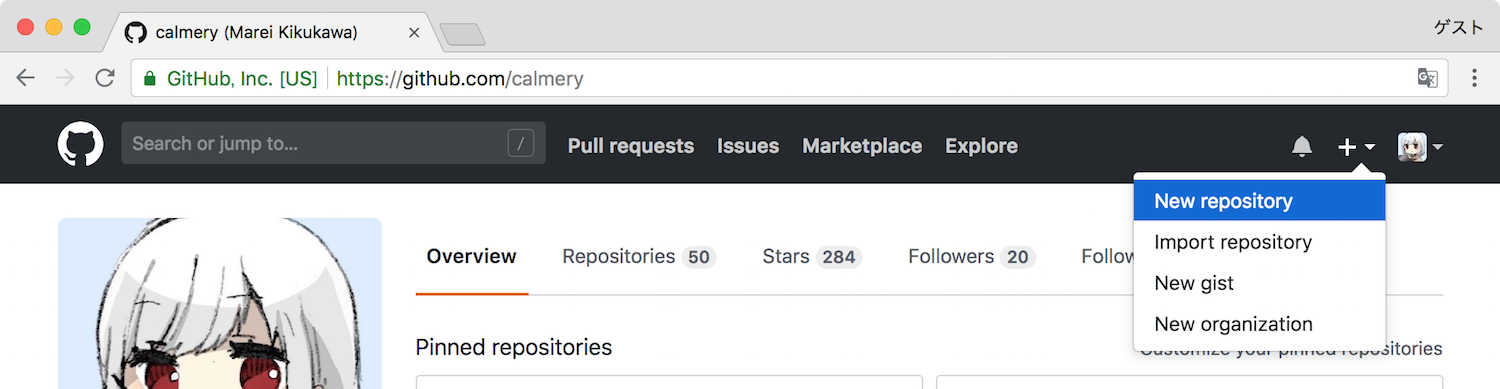 calmery (Marei Kikukawa)
ゲスト
GitHub, Inc. [US] https://github.com/calmery
Search or jump to... /
Pull requests Issues Marketplace Explore
New repository
Import repository
New gist
New organization
Overview Repositories 50 Stars 284 Followers 20 Follow
Pinned repositories
Customize your pinned repositories